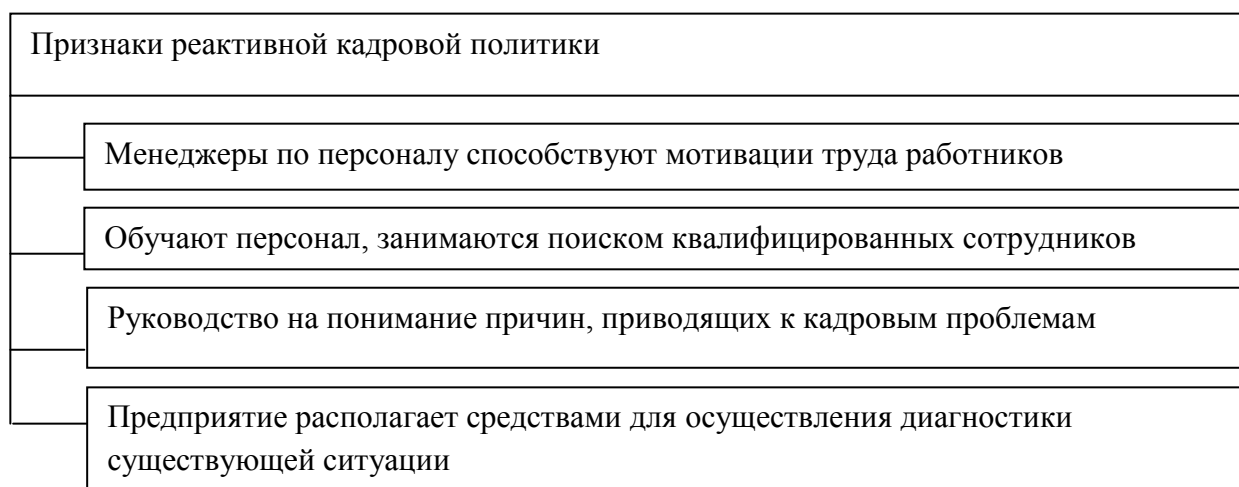 Признаки реактивной кадровой политики
Менеджеры по персоналу способствуют мотивации труда работников
Обучают персонал, занимаются поиском квалифицированных сотрудников
Руководство на понимание причин, приводящих к кадровым проблемам
Предприятие располагает средствами для осуществления диагностики
существующей ситуации